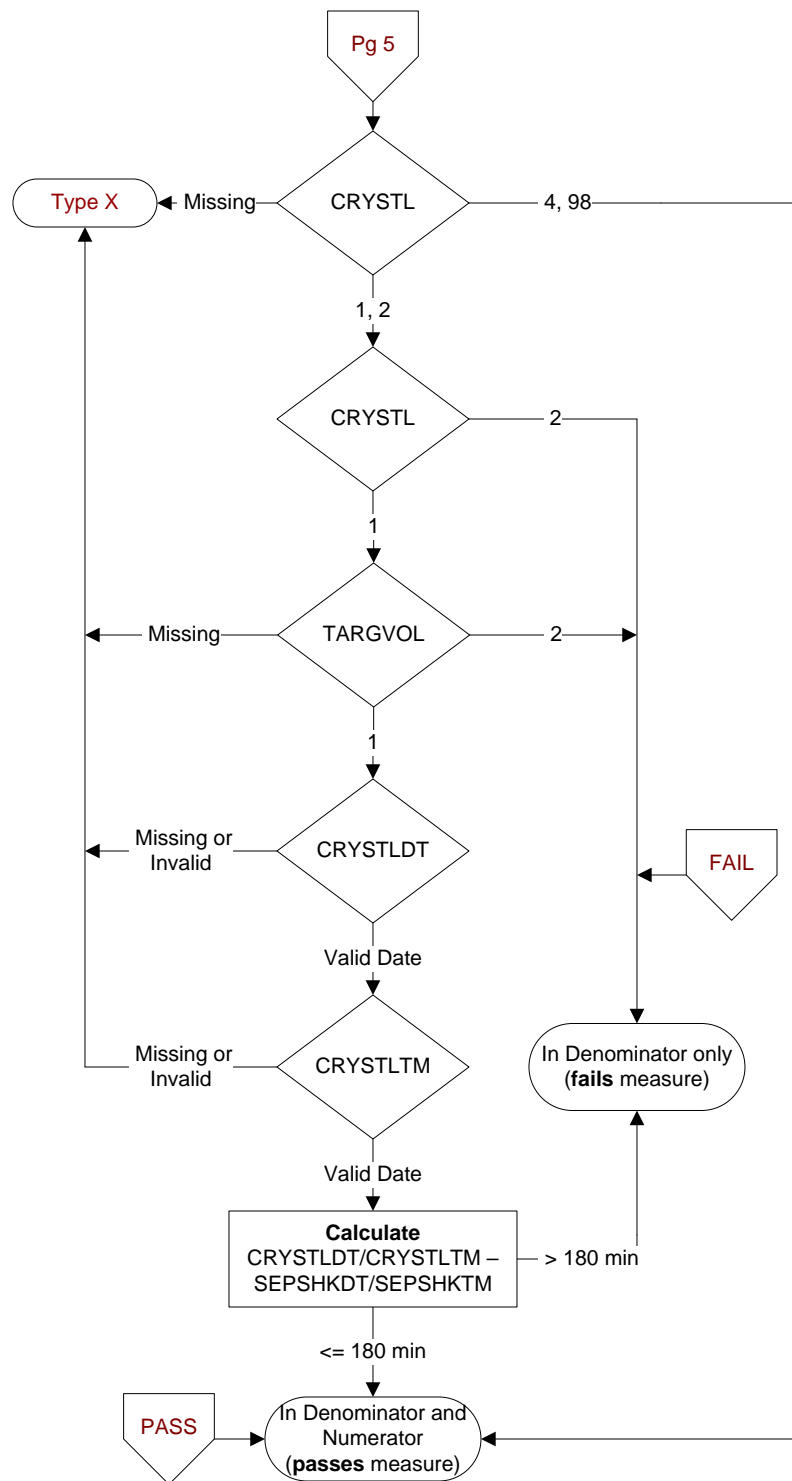 Pg 5
Type X
Missing
CRYSTL
4, 98
1, 2
CRYSTL
2
1
Missing
TARGVOL
2
1
Missing or
Invalid
CRYSTLDT
FAIL
Valid Date
Missing or
Invalid
CRYSTLTM
In Denominator only
(fails measure)
Valid Date
Calculate
CRYSTLDT/CRYSTLTM –
SEPSHKDT/SEPSHKTM
> 180 min
<= 180 min
PASS
In Denominator and
Numerator
(passes measure)